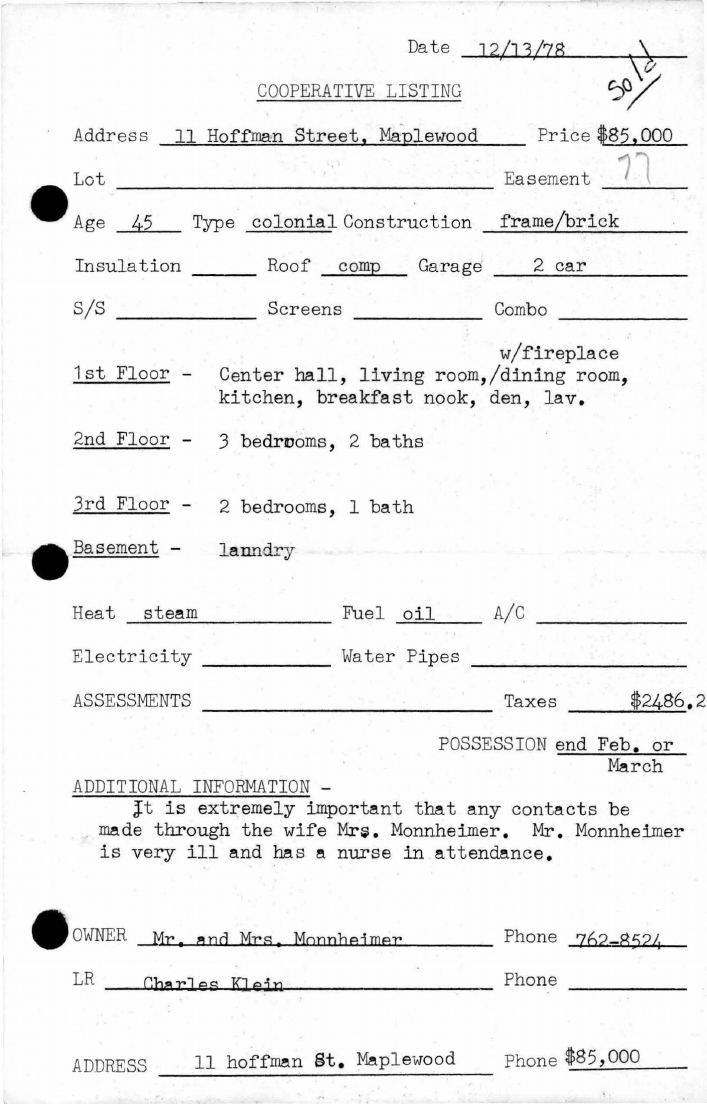 Date 12/13/78
Sold
COOPERATIVE LISTING
Address 11 Hoffman Street, Maplewood Price $85,000
Lot Easement 77
Age 45 Type colonial Construction frame/brick
Insulation Roof comp Garage 2 car
S/S Screens Combo
w/fireplace
1st Floor - Center hall, living room,/dining room,
kitchen, breakfast nook, den, lav.
2nd Floor - 3 bedrooms, 2 baths
3rd Floor - 2 bedrooms, 1 bath
Basement - laundry
Heat steam Fuel oil A/C
Electricity Water Pipes
ASSESSMENTS Taxes $2486.2
POSSESSION end Feb. or
March
ADDITIONAL INFORMATION -
It is extremely important that any contacts be
made through the wife Mrs. Monnheimer. Mr. Monnheimer
is very ill and has a nurse in attendance.
OWNER Mr. and Mrs. Monnheimer Phone 762-8524
LR Charles Klein Phone
ADDRESS 11 hoffman St. Maplewood Phone $85,000